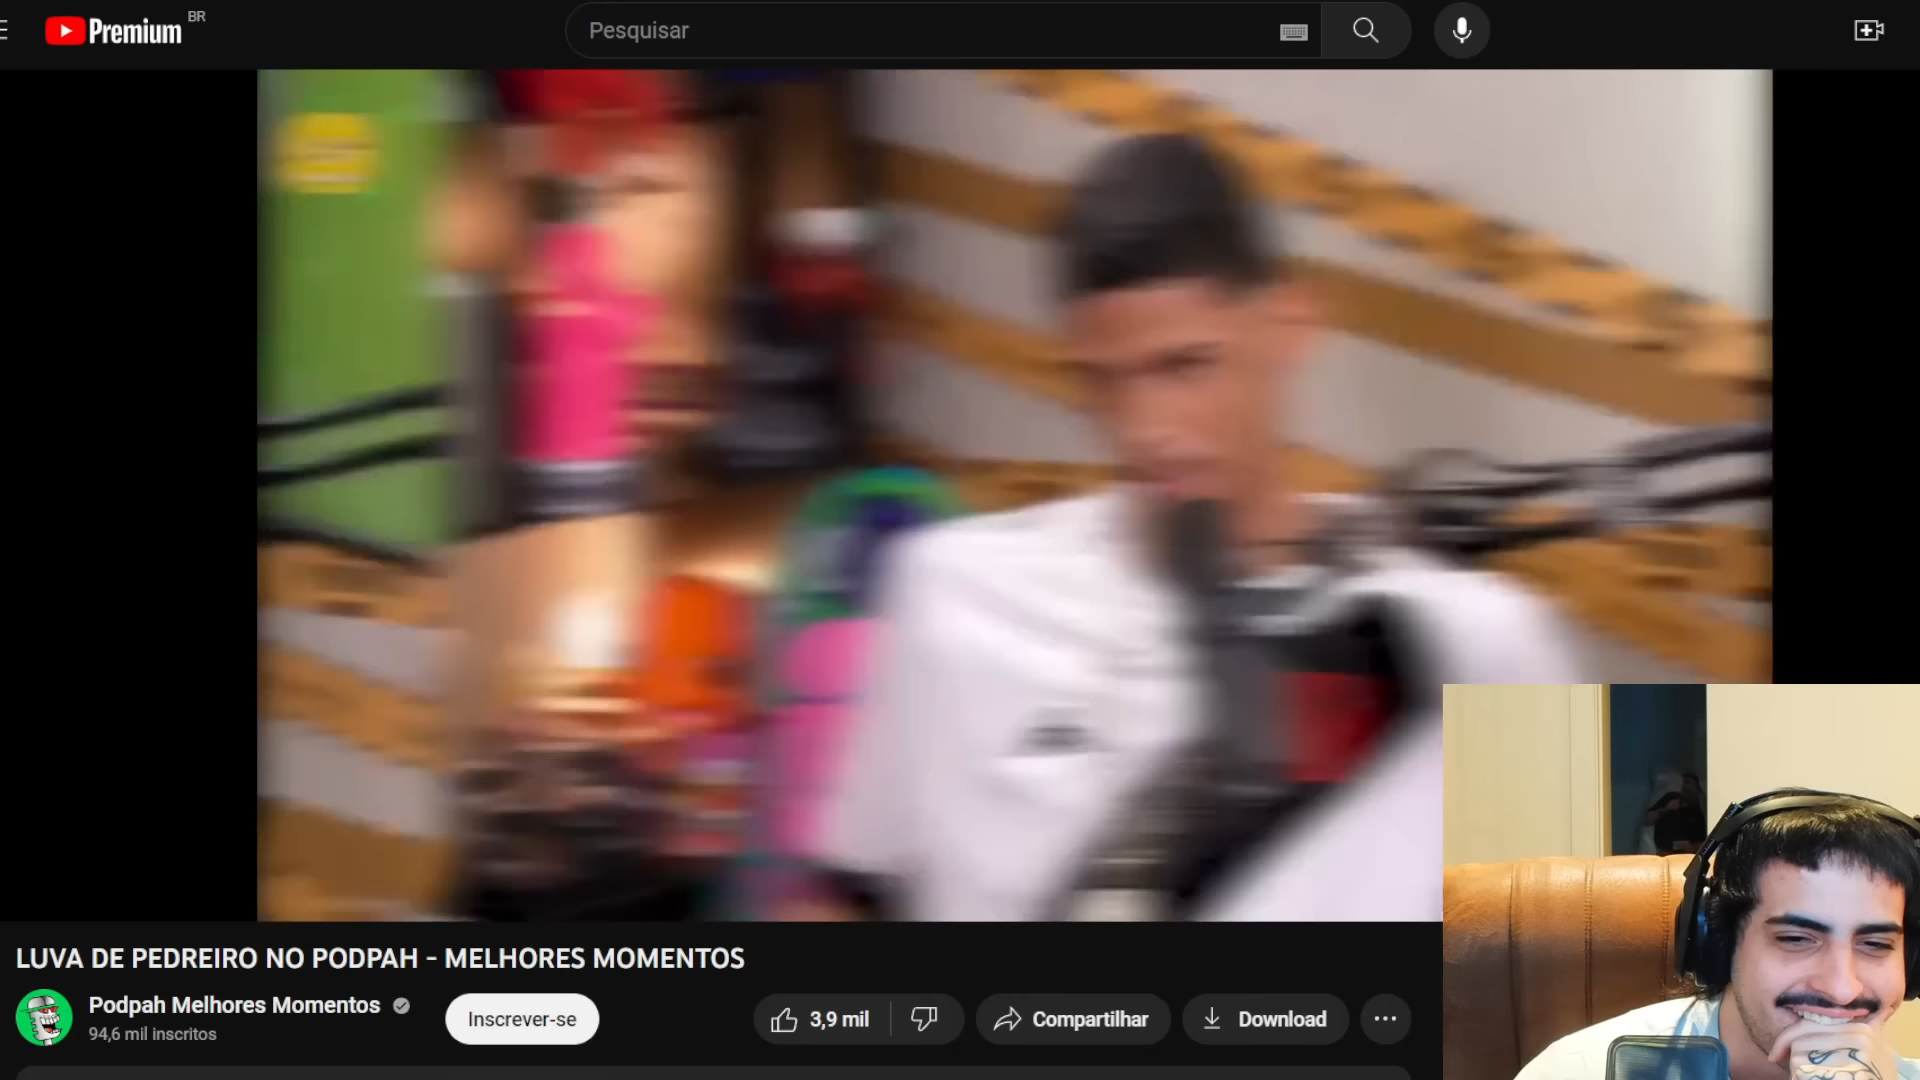 Premium BR
Pesquisar
LUVA DE PEDREIRO NO PODPAH - MELHORES MOMENTOS
Podpah Melhores Momentos
94,6 mil inscritos
Inscrever-se
3,9 mil
Compartilhar
Download